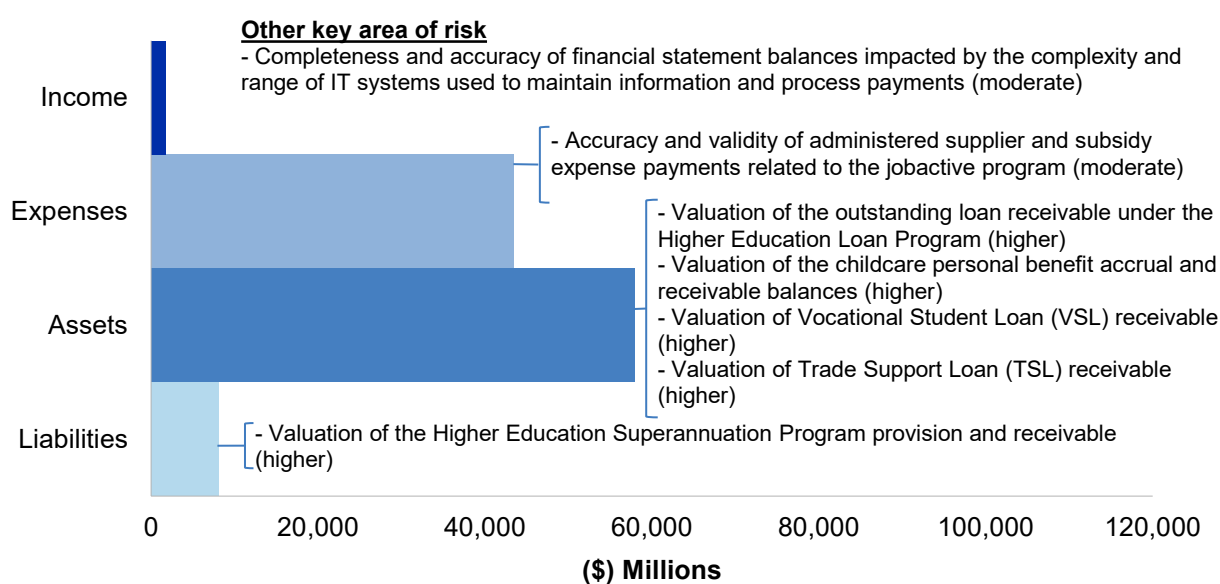 Other key area of risk
- Completeness and accuracy of financial statement balances impacted by the complexity and
range of IT systems used to maintain information and process payments (moderate)
Income
- Accuracy and validity of administered supplier and subsidy
expense payments related to the jobactive program (moderate)
Expenses
- Valuation of the outstanding loan receivable under the
Higher Education Loan Program (higher)
- Valuation of the childcare personal benefit accrual and
receivable balances (higher)
- Valuation of Vocational Student Loan (VSL) receivable
(higher)
- Valuation of Trade Support Loan (TSL) receivable
(higher)
Assets
- Valuation of the Higher Education Superannuation Program provision and receivable
(higher)
Liabilities
0 20,000 40,000 60,000 80,000 100,000 120,000
($) Millions